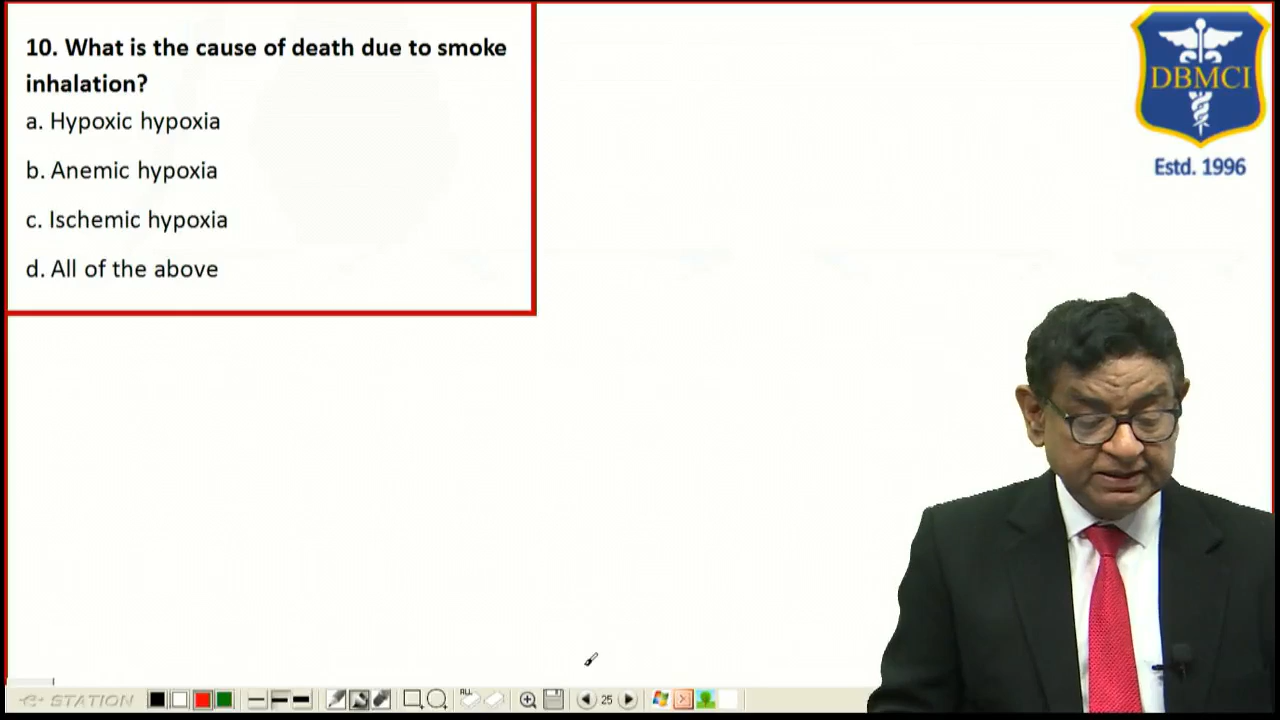 10. What is the cause of death due to smoke
inhalation?
a. Hypoxic hypoxia
b. Anemic hypoxia
c. Ischemic hypoxia
d. All of the above
DBMCI
Estd. 1996
STATION
ALL
25